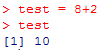 > test = 8+2
> test
[1] 10